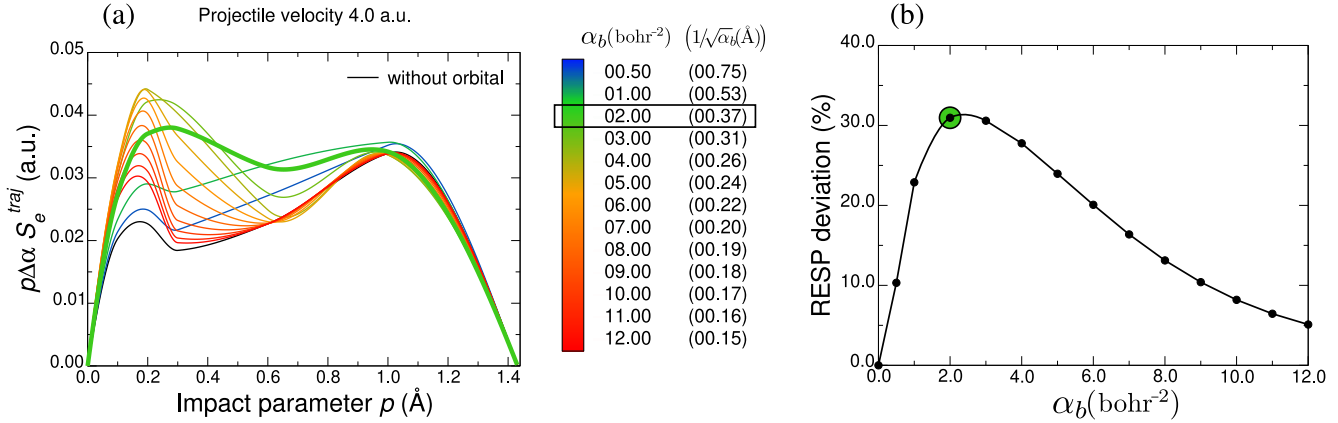 (a)
Projectile velocity 4.0 a.u.
0.05
0.04
0.03
0.02
0.01
0.00
pΔα Sₑᵗʳᵃʲ (a.u.)
without orbital
0.0 0.2 0.4 0.6 0.8 1.0 1.2 1.4
Impact parameter p (Å)
α_b(bohr⁻²) (1/√α_b(Å))
00.50 (00.75)
01.00 (00.53)
02.00 (00.37)
03.00 (00.31)
04.00 (00.26)
05.00 (00.24)
06.00 (00.22)
07.00 (00.20)
08.00 (00.19)
09.00 (00.18)
10.00 (00.17)
11.00 (00.16)
12.00 (00.15)
(b)
40.0
30.0
20.0
10.0
0.0
RESP deviation (%)
0.0 2.0 4.0 6.0 8.0 10.0 12.0
α_b(bohr⁻²)